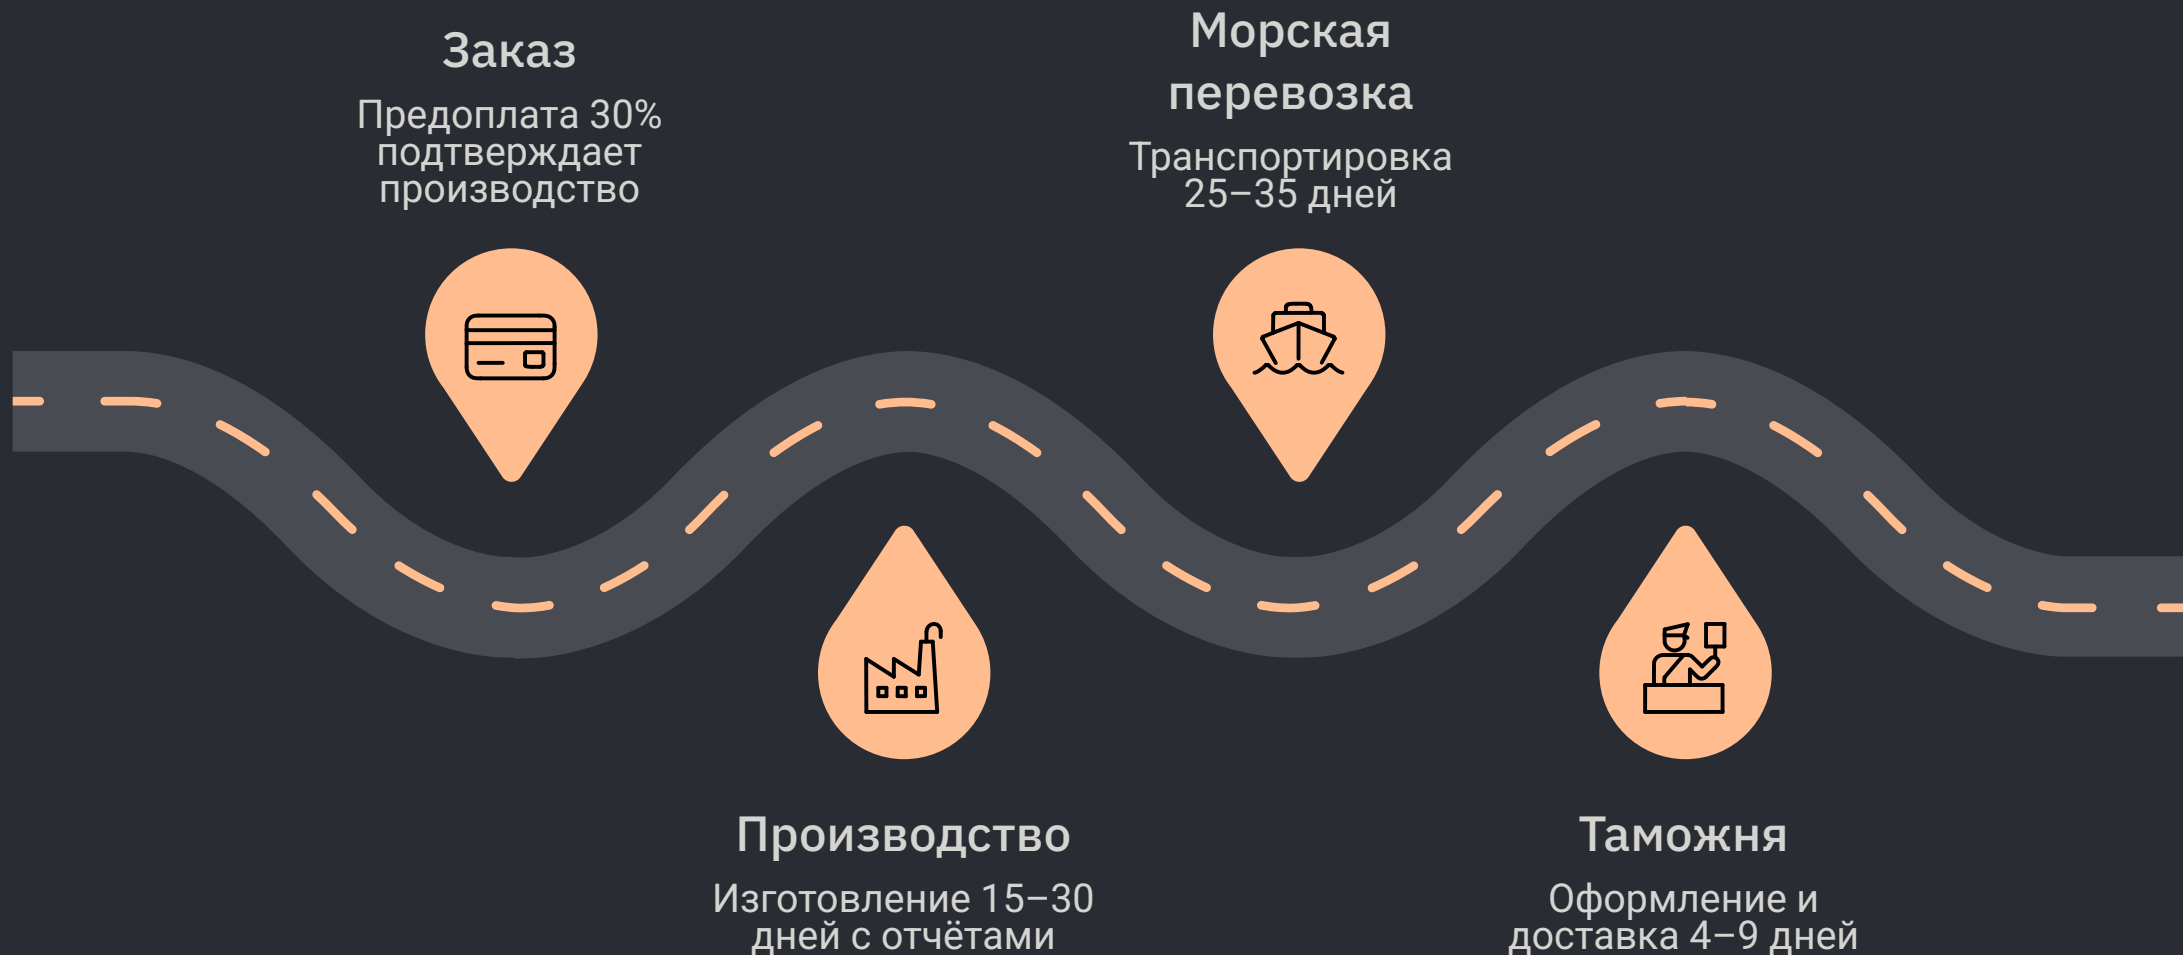 Заказ
Предоплата 30%
подтверждает
производство
Морская
перевозка
Транспортировка
25–35 дней
Производство
Изготовление 15–30
дней с отчётами
Таможня
Оформление и
доставка 4–9 дней